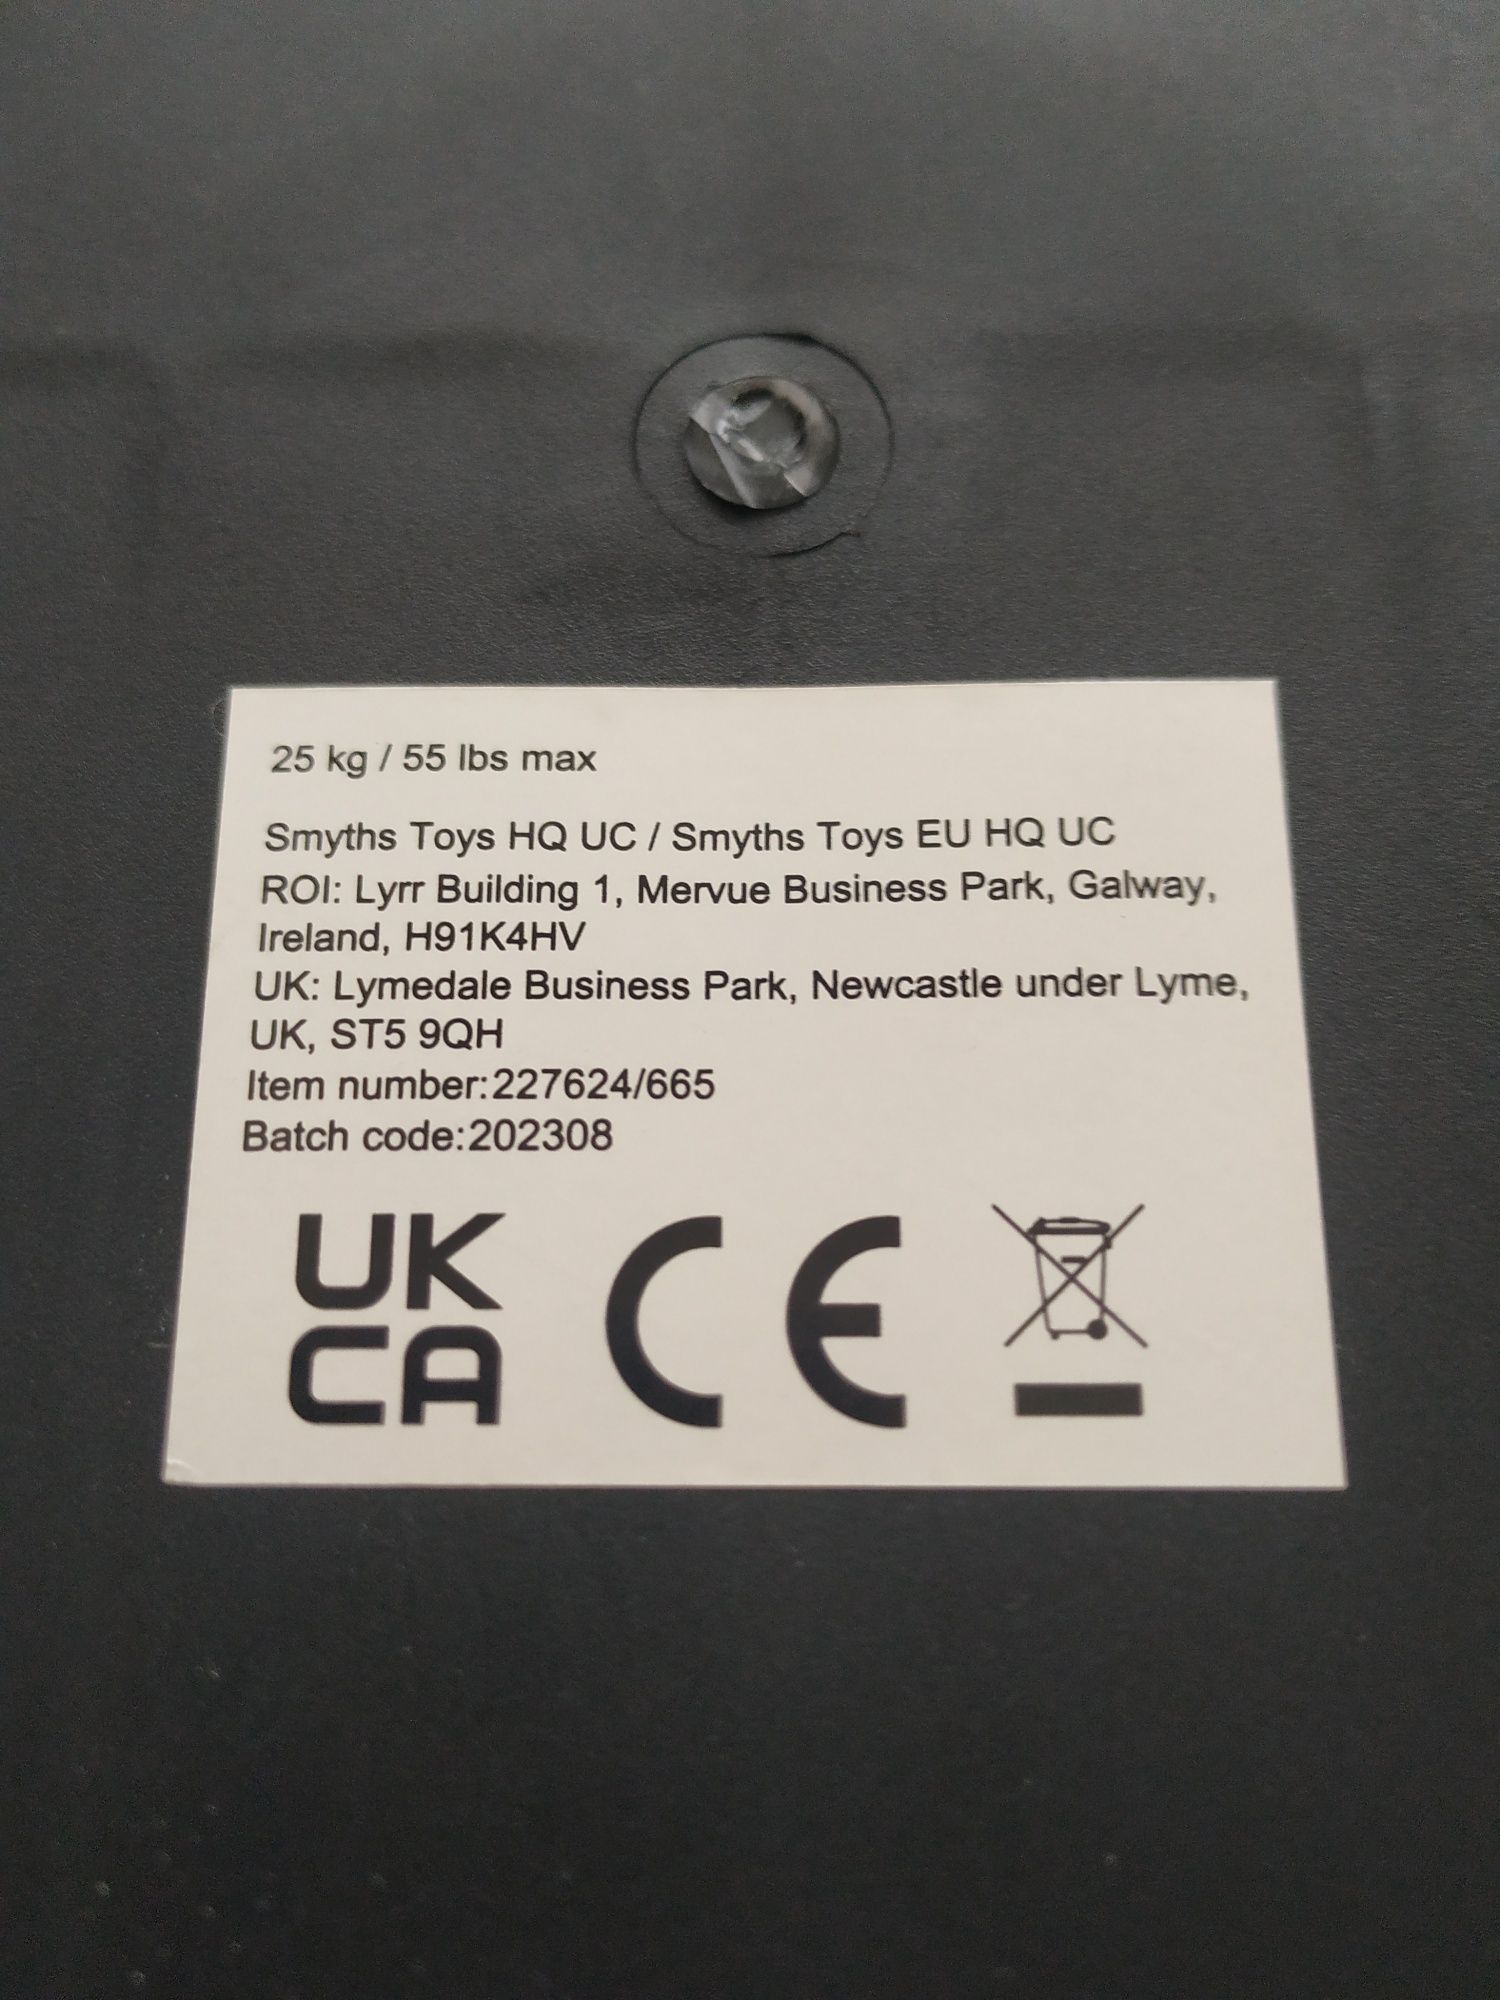 25 kg / 55 lbs max
Smyths Toys HQ UC / Smyths Toys EU HQ UC
ROI: Lyrr Building 1, Mervue Business Park, Galway,
Ireland, H91K4HV
UK: Lymedale Business Park, Newcastle under Lyme,
UK, ST5 9QH
Item number:227624/665
Batch code:202308
UK
CA
CE